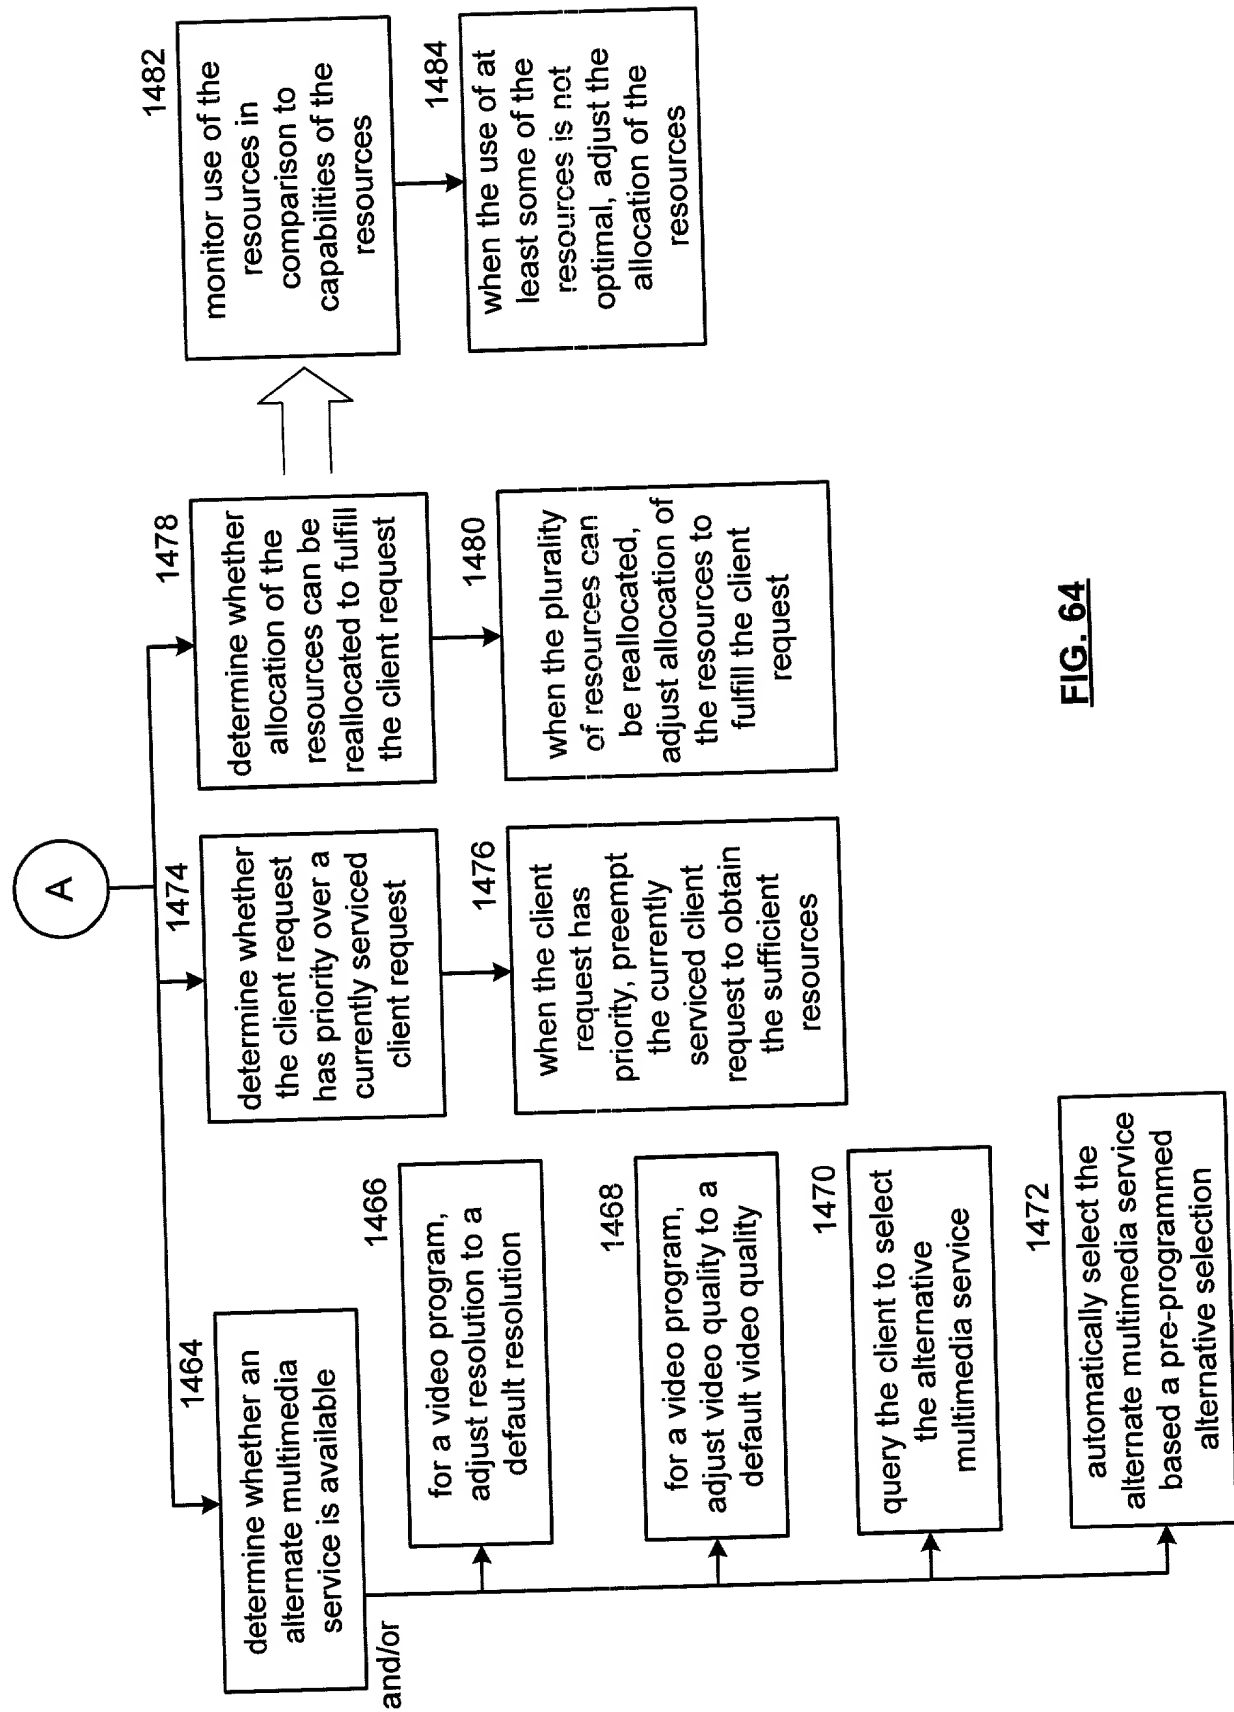 A
1464
determine whether an
alternate multimedia
service is available
and/or
1466
for a video program,
adjust resolution to a
default resolution
1468
for a video program,
adjust video quality to a
default video quality
1470
query the client to select
the alternative
multimedia service
1472
automatically select the
alternate multimedia service
based a pre-programmed
alternative selection
1474
determine whether
the client request
has priority over a
currently serviced
client request
1476
when the client
request has
priority, preempt
the currently
serviced client
request to obtain
the sufficient
resources
1478
determine whether
allocation of the
resources can be
reallocated to fulfill
the client request
1480
when the plurality
of resources can
be reallocated,
adjust allocation of
the resources to
fulfill the client
request
1482
monitor use of the
resources in
comparison to
capabilities of the
resources
1484
when the use of at
least some of the
resources is not
optimal, adjust the
allocation of the
resources
FIG. 64